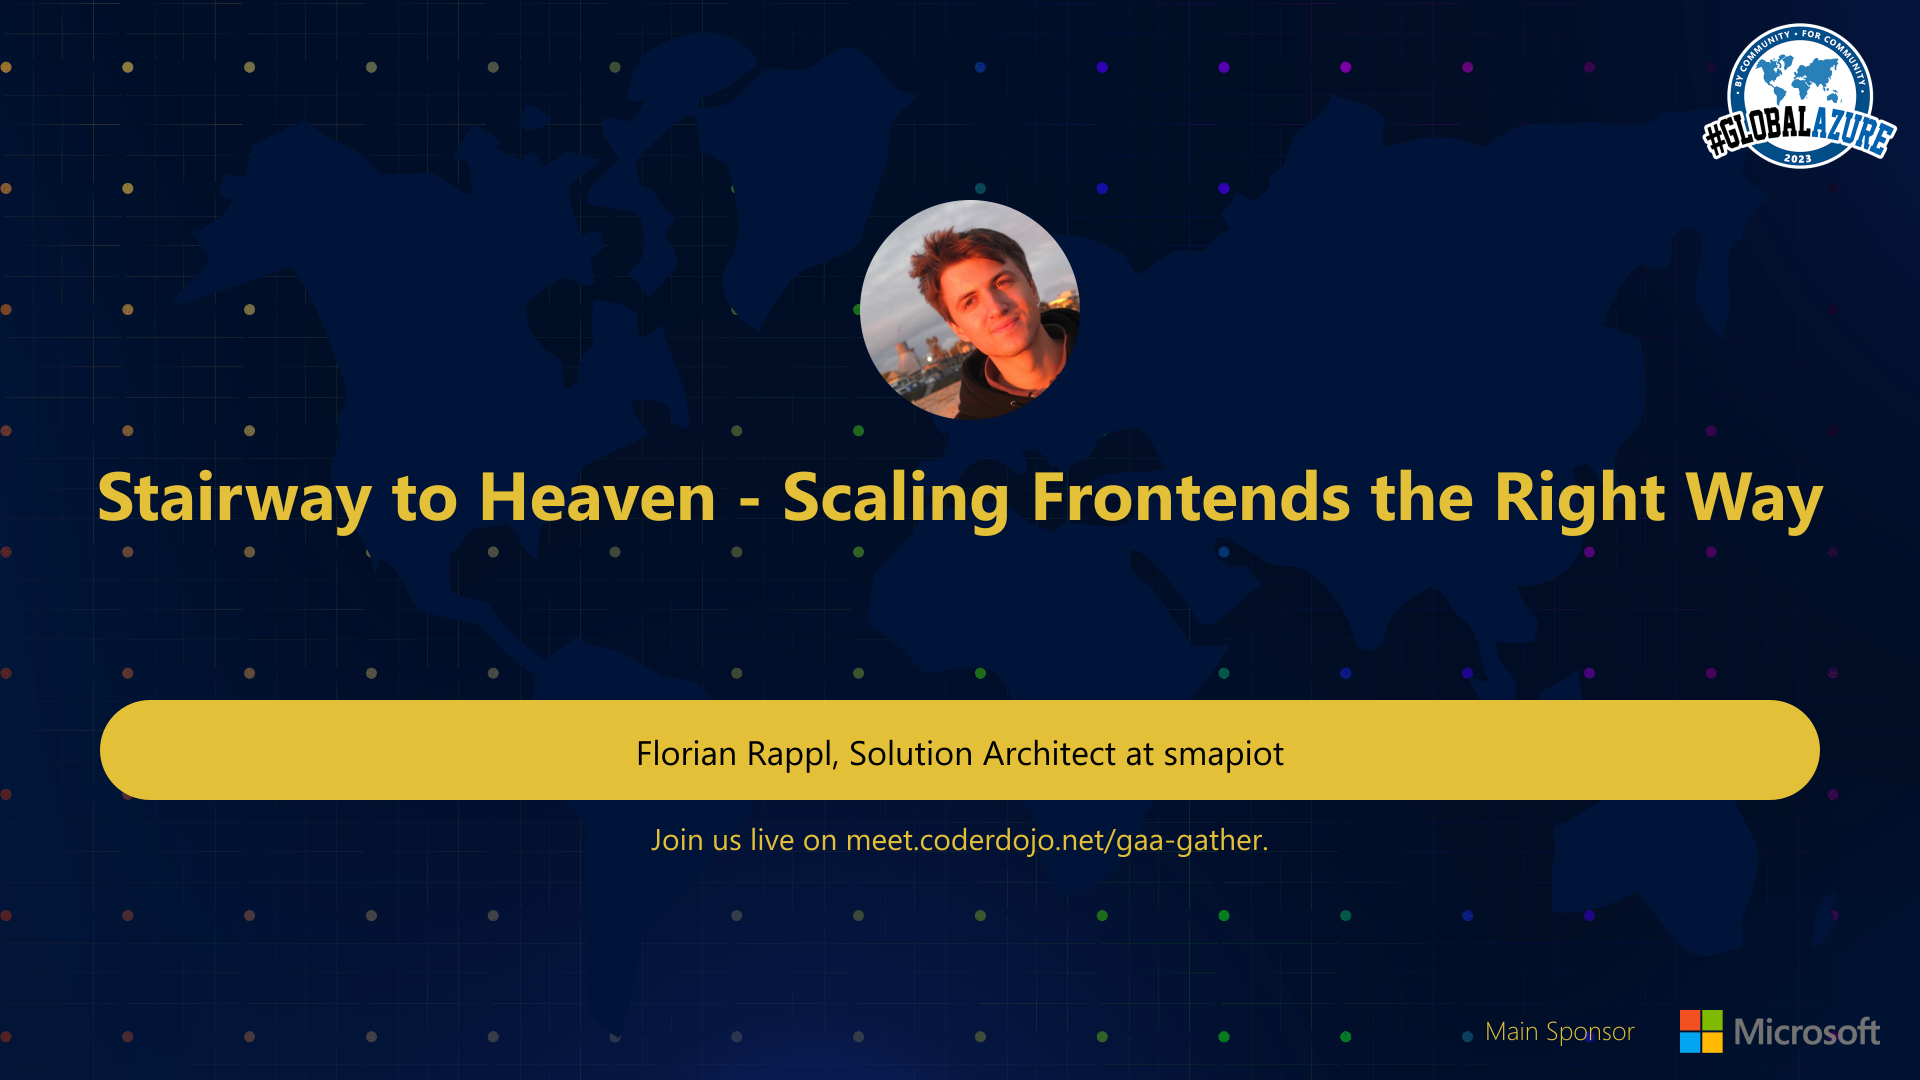 • BY COMMUNITY • FOR COMMUNITY •
#GLOBALAZURE
2023
Stairway to Heaven - Scaling Frontends the Right Way
Florian Rappl, Solution Architect at smapiot
Join us live on meet.coderdojo.net/gaa-gather.
Main Sponsor
Microsoft